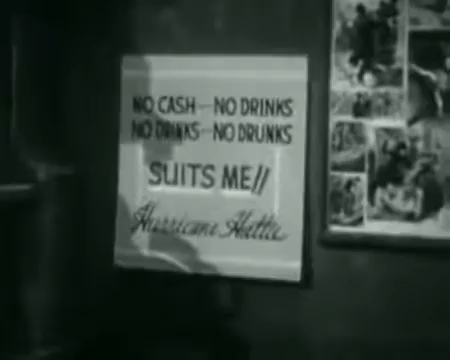 NO CASH — NO DRINKS
NO DRINKS — NO DRUNKS
SUITS ME!!
Hurricane Hattie